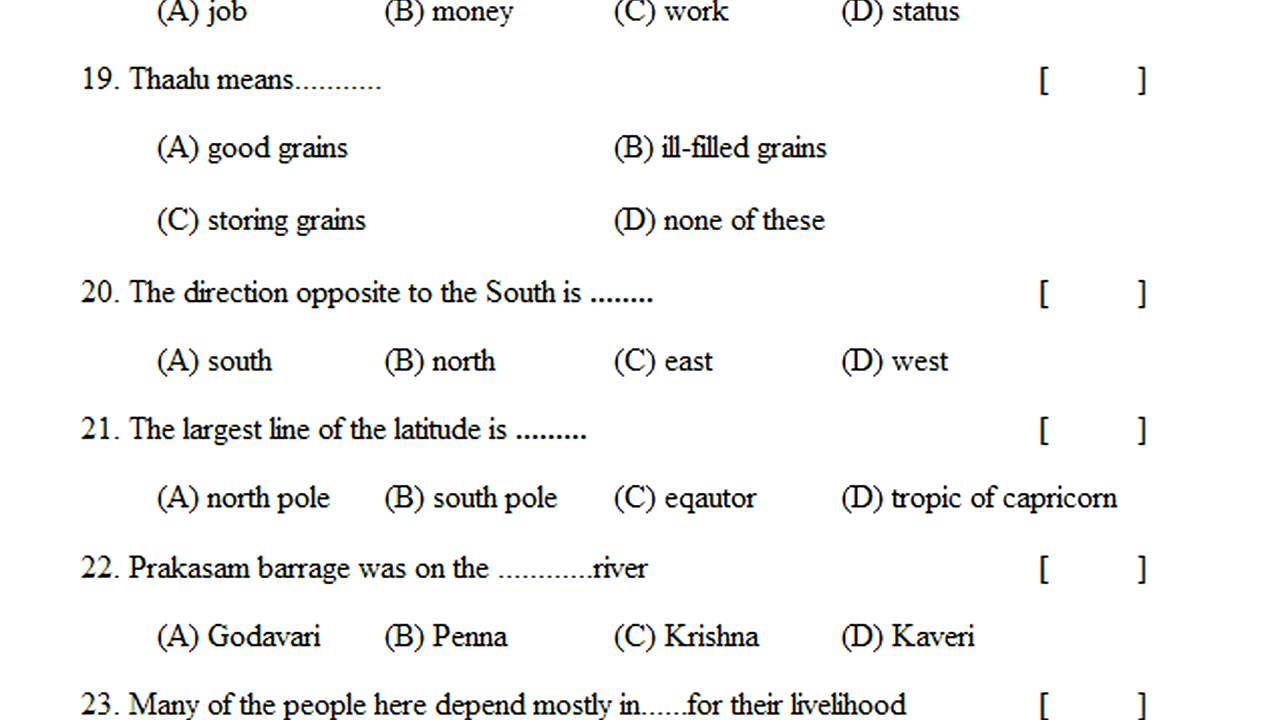 (A) job (B) money (C) work (D) status
19. Thaalu means........... [ ]
(A) good grains (B) ill-filled grains
(C) storing grains (D) none of these
20. The direction opposite to the South is ........ [ ]
(A) south (B) north (C) east (D) west
21. The largest line of the latitude is ......... [ ]
(A) north pole (B) south pole (C) eqautor (D) tropic of capricorn
22. Prakasam barrage was on the ............river [ ]
(A) Godavari (B) Penna (C) Krishna (D) Kaveri
23. Many of the people here depend mostly in......for their livelihood [ ]